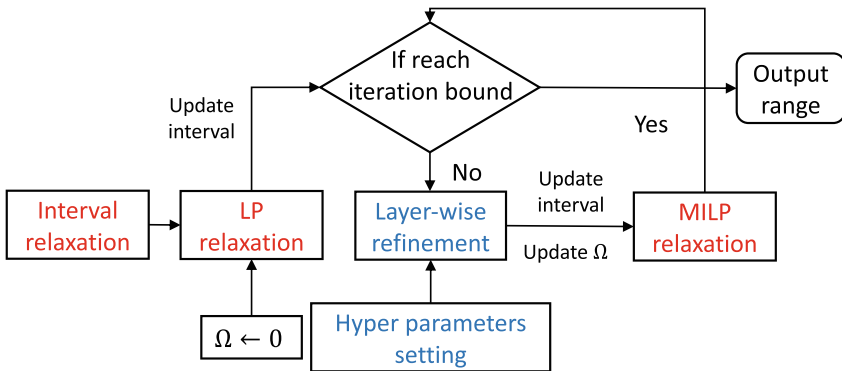 If reach
iteration bound
Output
range
Update
interval
Yes
No
Interval
relaxation
LP
relaxation
Layer-wise
refinement
Update
interval
Update Ω
MILP
relaxation
Ω ← 0
Hyper parameters
setting